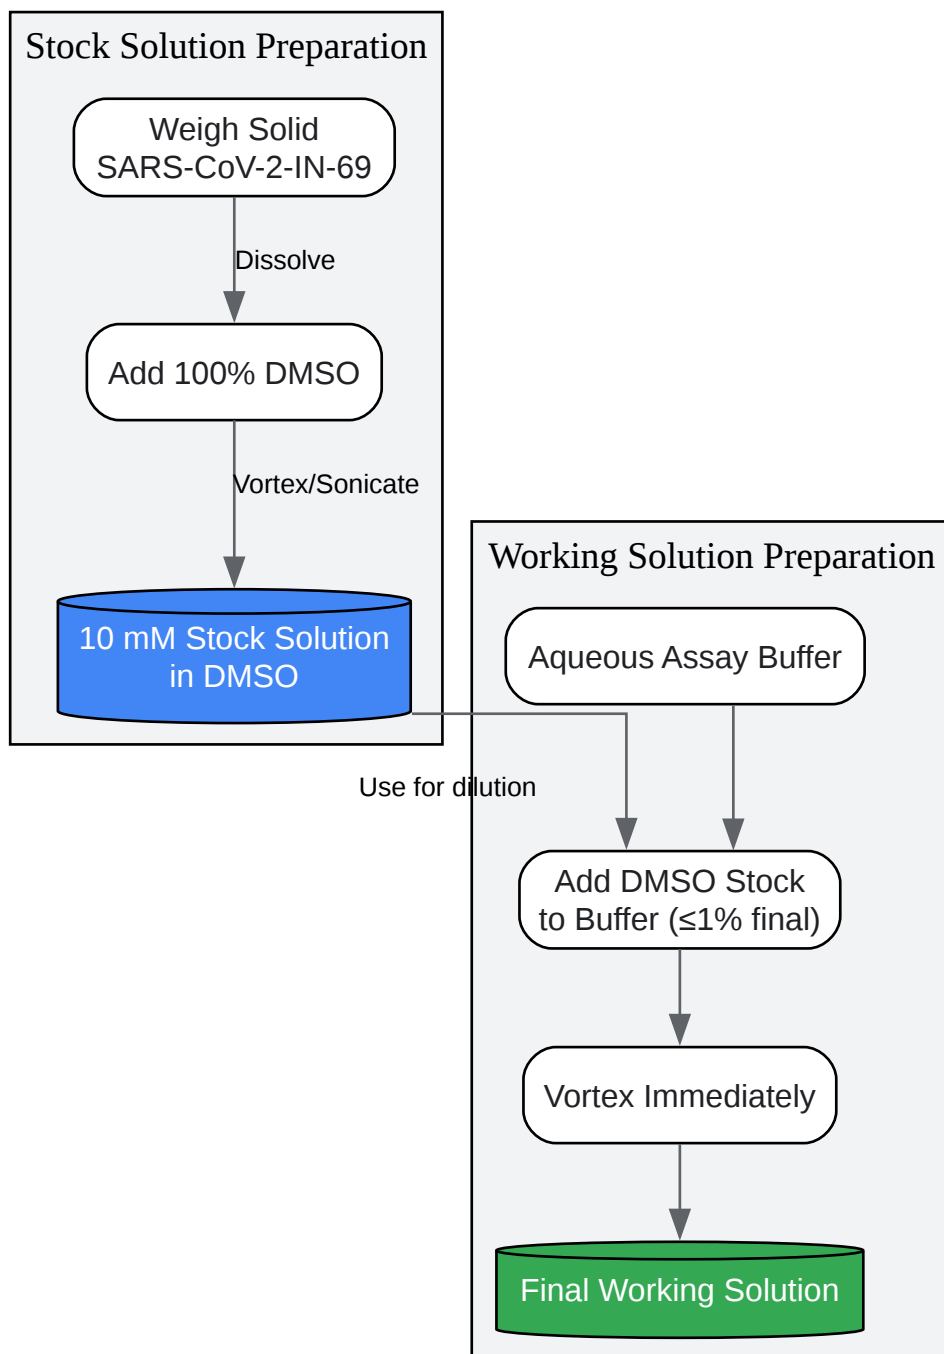 Stock Solution Preparation
Weigh Solid
SARS-CoV-2-IN-69
Dissolve
Add 100% DMSO
Vortex/Sonicate
10 mM Stock Solution
in DMSO
Use for dilution
Working Solution Preparation
Aqueous Assay Buffer
Add DMSO Stock
to Buffer (≤1% final)
Vortex Immediately
Final Working Solution